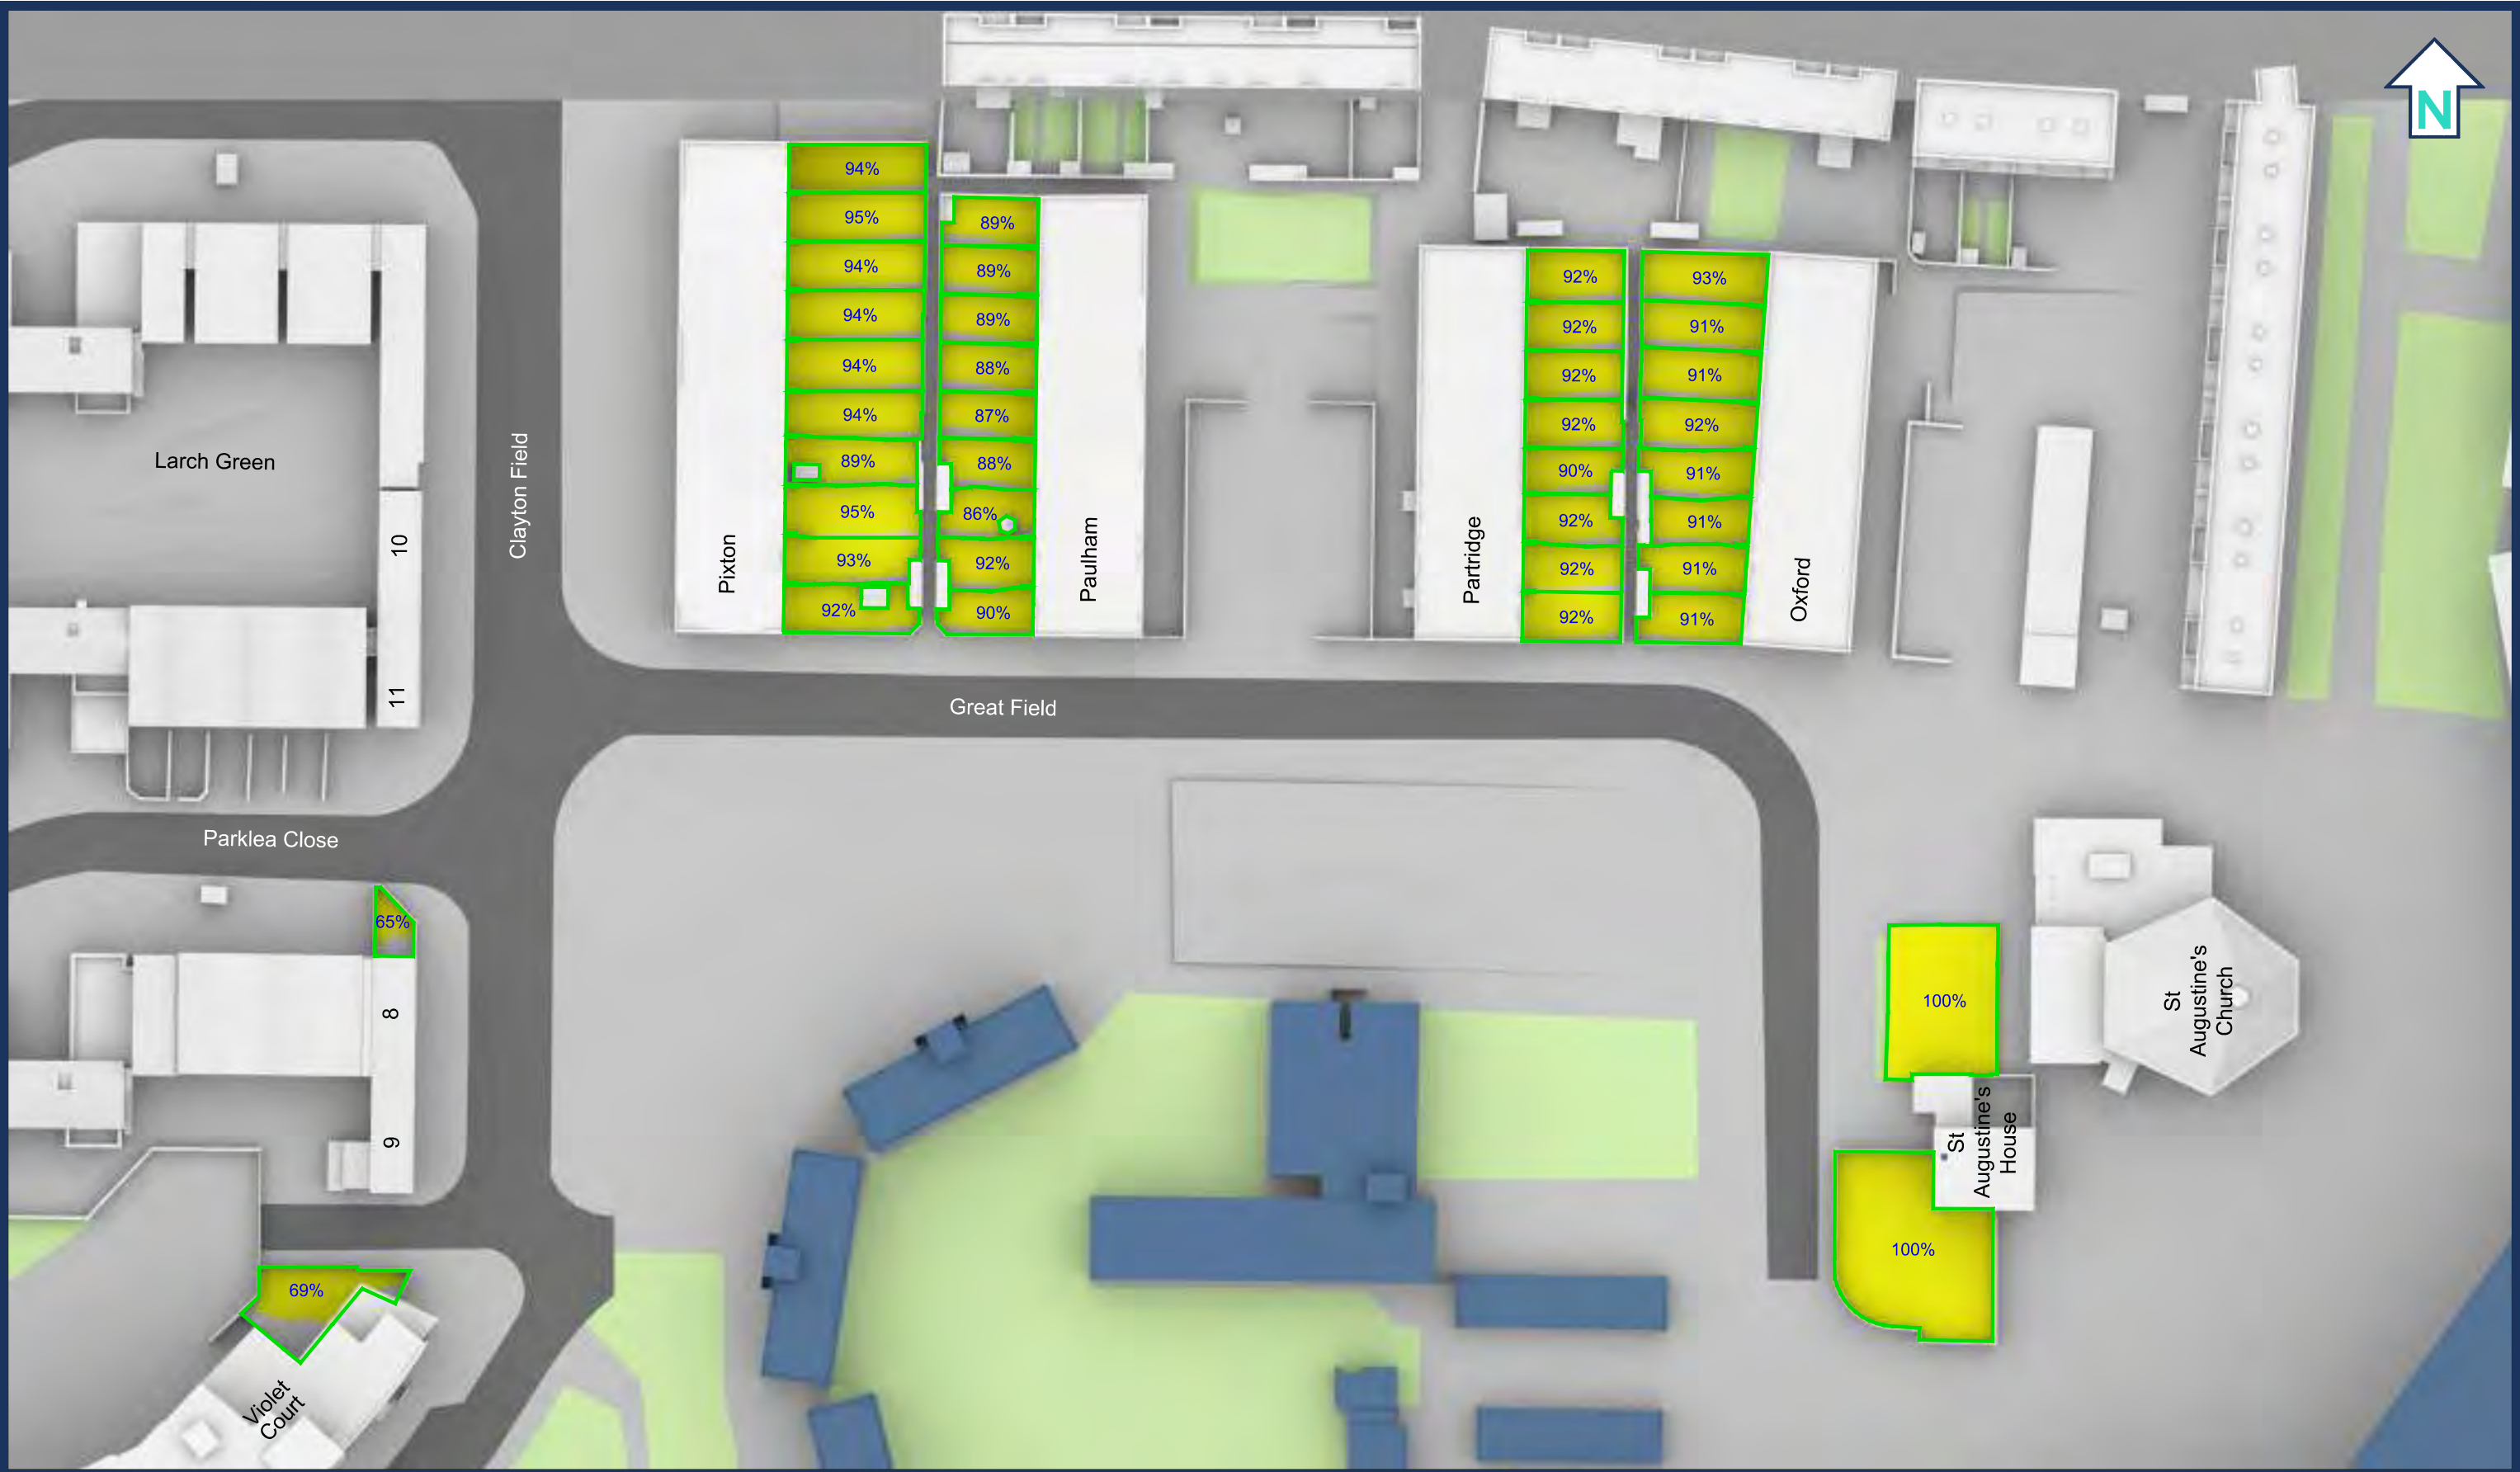 N
94%
95%
94%
94%
94%
94%
89%
95%
93%
92%
89%
89%
89%
88%
87%
88%
86%
92%
90%
92%
92%
92%
92%
90%
92%
92%
92%
93%
91%
91%
92%
91%
91%
91%
91%
Pixton
Paulham
Partridge
Oxford
Larch Green
10
11
Clayton Field
Great Field
Parklea Close
65%
8
9
69%
Violet
Court
100%
St
Augustine's
Church
St
Augustine's
House
100%